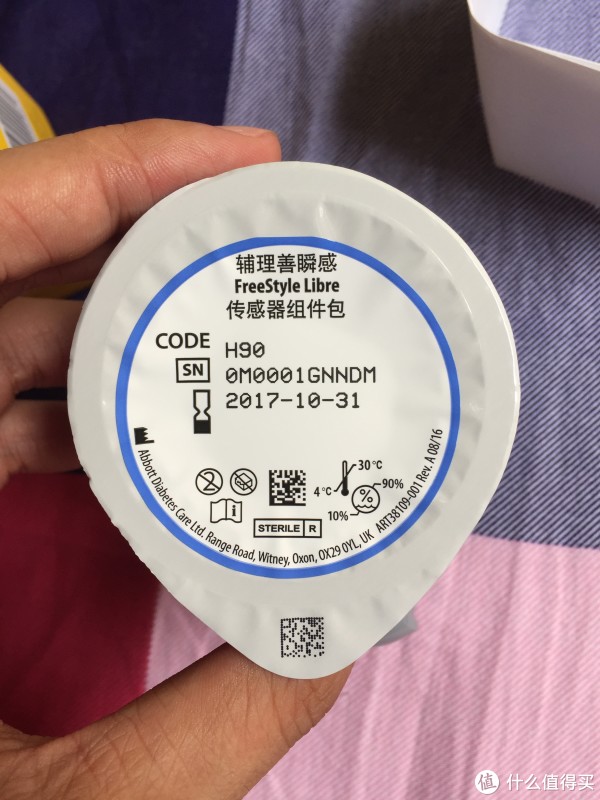 辅理善瞬感
FreeStyle Libre
传感器组件包
CODE H90
SN 0M0001GNNDM
2017-10-31
30°C
4°C
90%
10%
2
i
STERILE R
Abbott Diabetes Care Ltd. Range Road, Witney, Oxon, OX29 0YL, UK ART38109-001 Rev. A 08/16
值 什么值得买